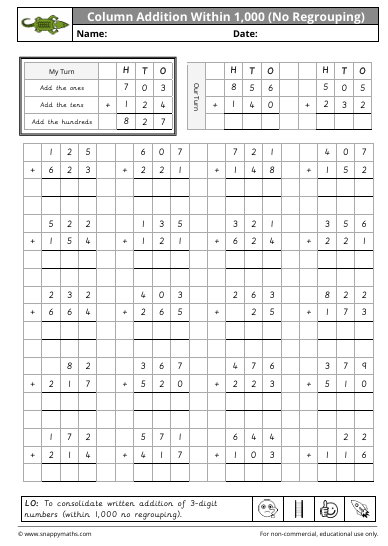 Column Addition Within 1,000 (No Regrouping)
Name: Date:
My Turn H T O
Add the ones 7 0 3
Add the tens + 1 2 4
Add the hundreds 8 2 7
Our Turn
H T O H T O
8 5 6 5 0 5
+ 1 4 0 + 2 3 2
1 2 5 6 0 7 7 2 1 4 0 7
+ 6 2 3 + 2 2 1 + 1 4 8 + 1 5 2
5 2 2 1 3 5 3 2 1 3 5 6
+ 1 5 4 + 1 2 1 + 6 2 4 + 2 2 1
2 3 2 4 0 3 2 6 3 8 2 2
+ 6 6 4 + 2 6 5 + 2 5 + 1 7 3
8 2 3 6 7 4 7 6 3 7 9
+ 2 1 7 + 5 2 0 + 2 2 3 + 5 1 0
1 7 2 5 7 1 6 4 4 2 2
+ 2 1 4 + 4 1 7 + 1 0 3 + 1 1 6
LO: To consolidate written addition of 3-digit
numbers (within 1,000 no regrouping).
© www.snappymaths.com For non-commercial, educational use only.